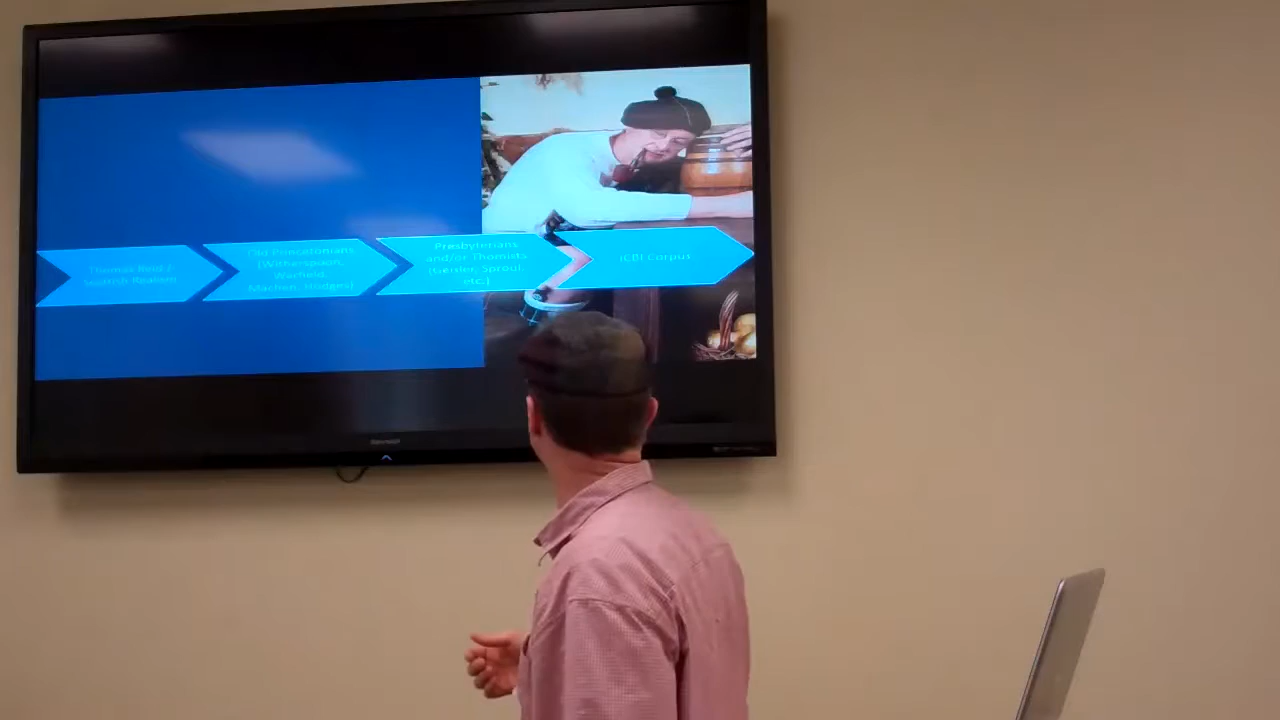 Thomas Reid /
Scottish Realism
Old Princetonians
(Witherspoon,
Warfield,
Machen, Hodges)
Presbyterians
and/or Thomists
(Geisler, Sproul,
etc.)
ICBI Corpus